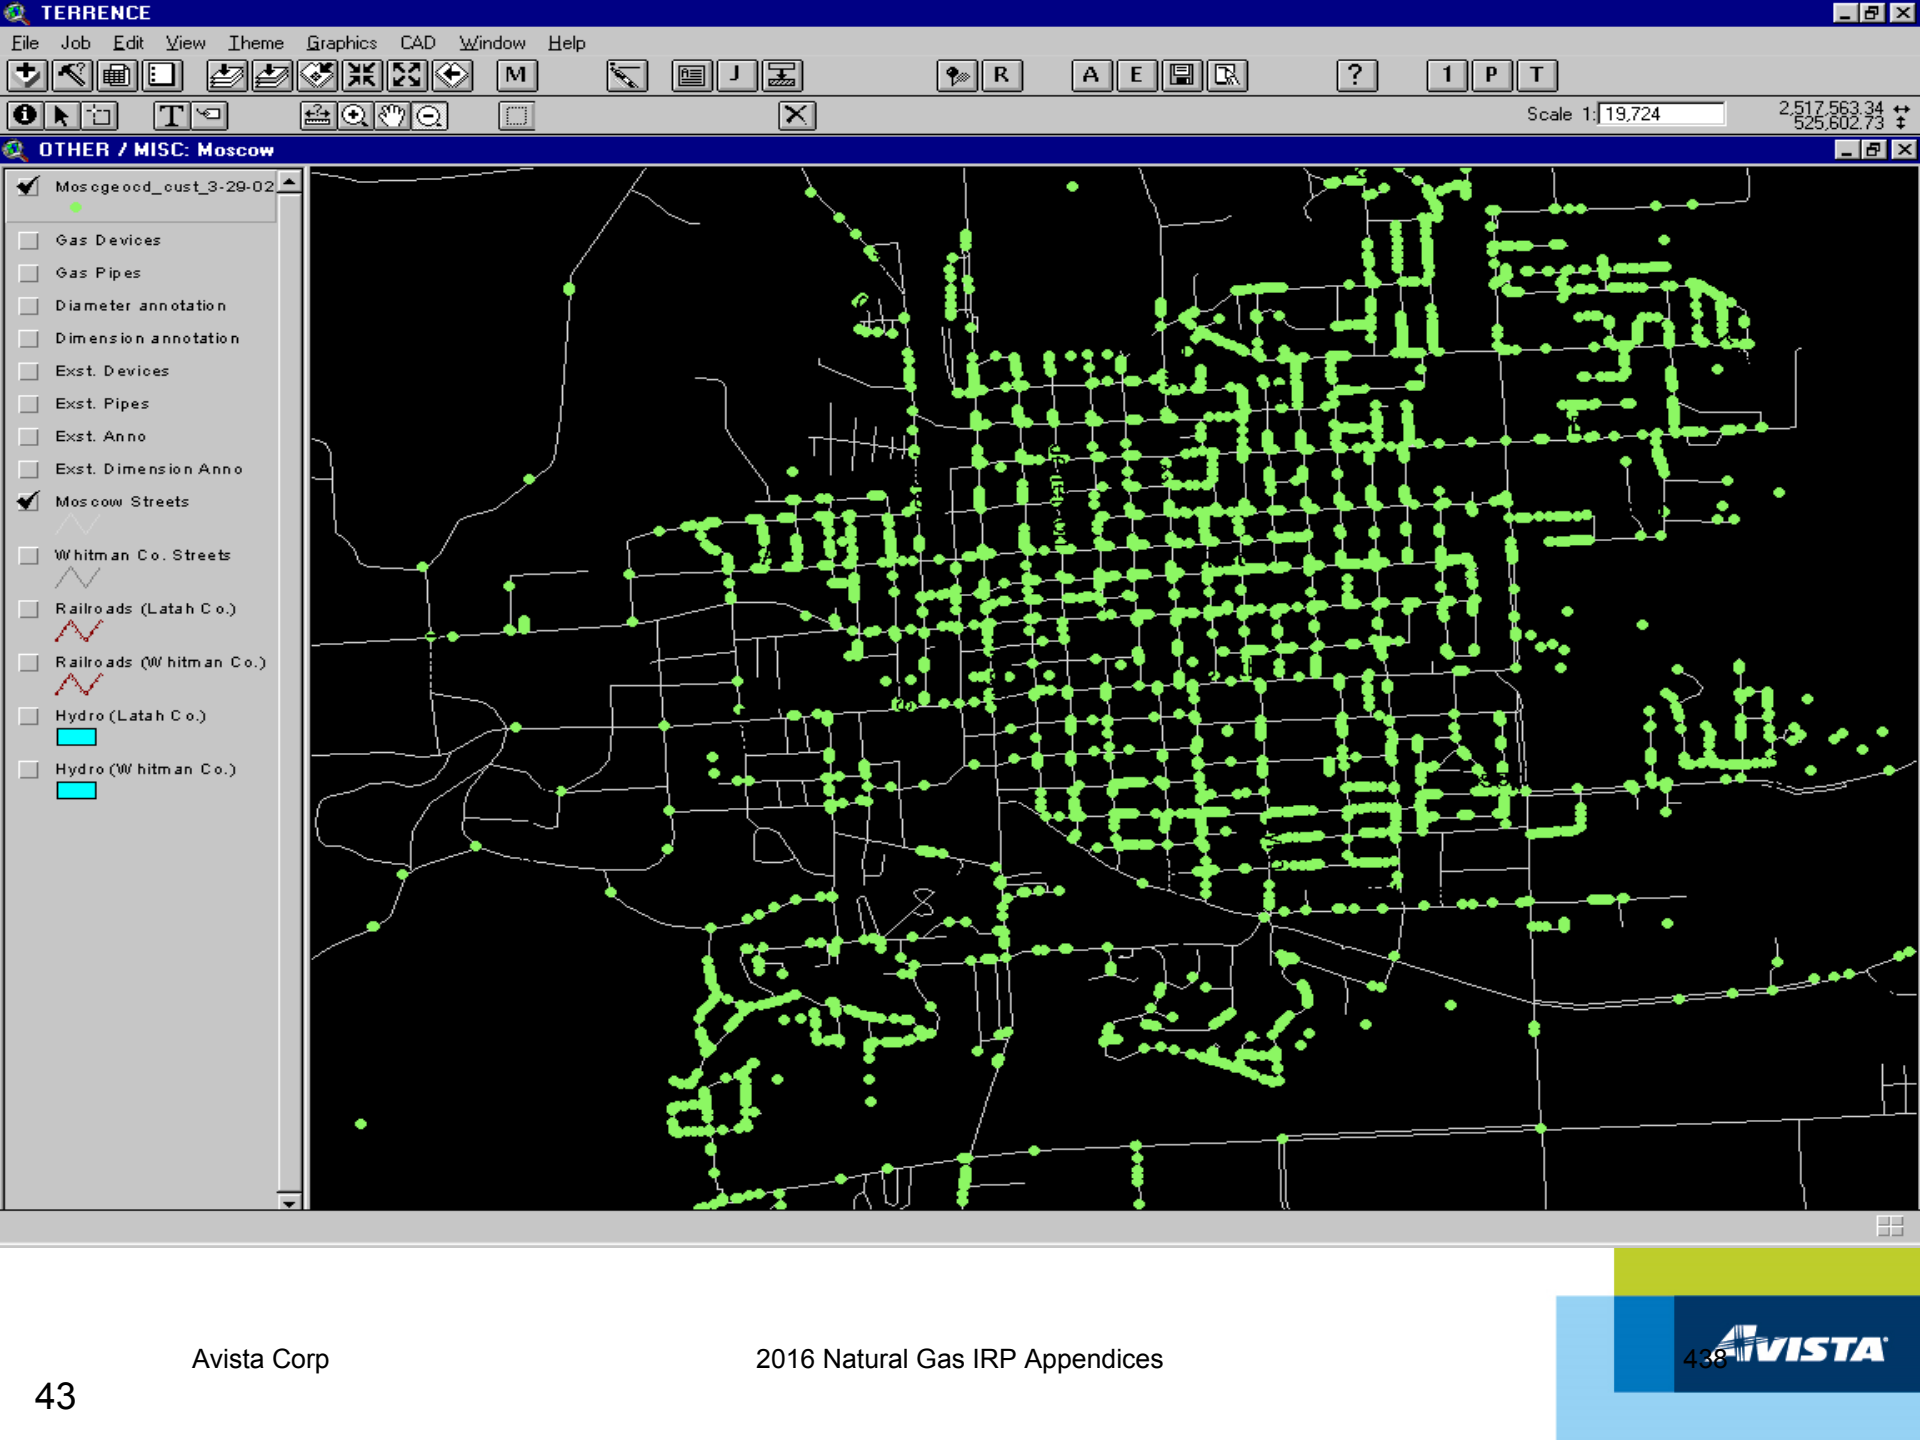 TERRENCE
File Job Edit View Theme Graphics CAD Window Help
M J R A E ? 1 P T
T Scale 1: 19,724 2,517,563.34
525,602.73
OTHER / MISC: Moscow
Moscgeocd_cust_3-29-02
Gas Devices
Gas Pipes
Diameter annotation
Dimension annotation
Exst. Devices
Exst. Pipes
Exst. Anno
Exst. Dimension Anno
Moscow Streets
Whitman Co. Streets
Railroads (Latah Co.)
Railroads (Whitman Co.)
Hydro (Latah Co.)
Hydro (Whitman Co.)
Avista Corp 2016 Natural Gas IRP Appendices 438
AVISTA
43